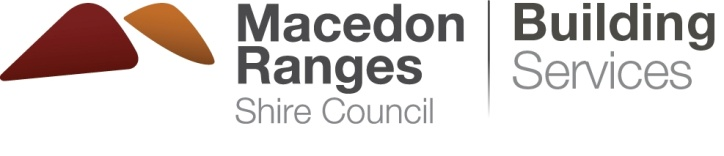 Macedon
Ranges
Shire Council
Building
Services